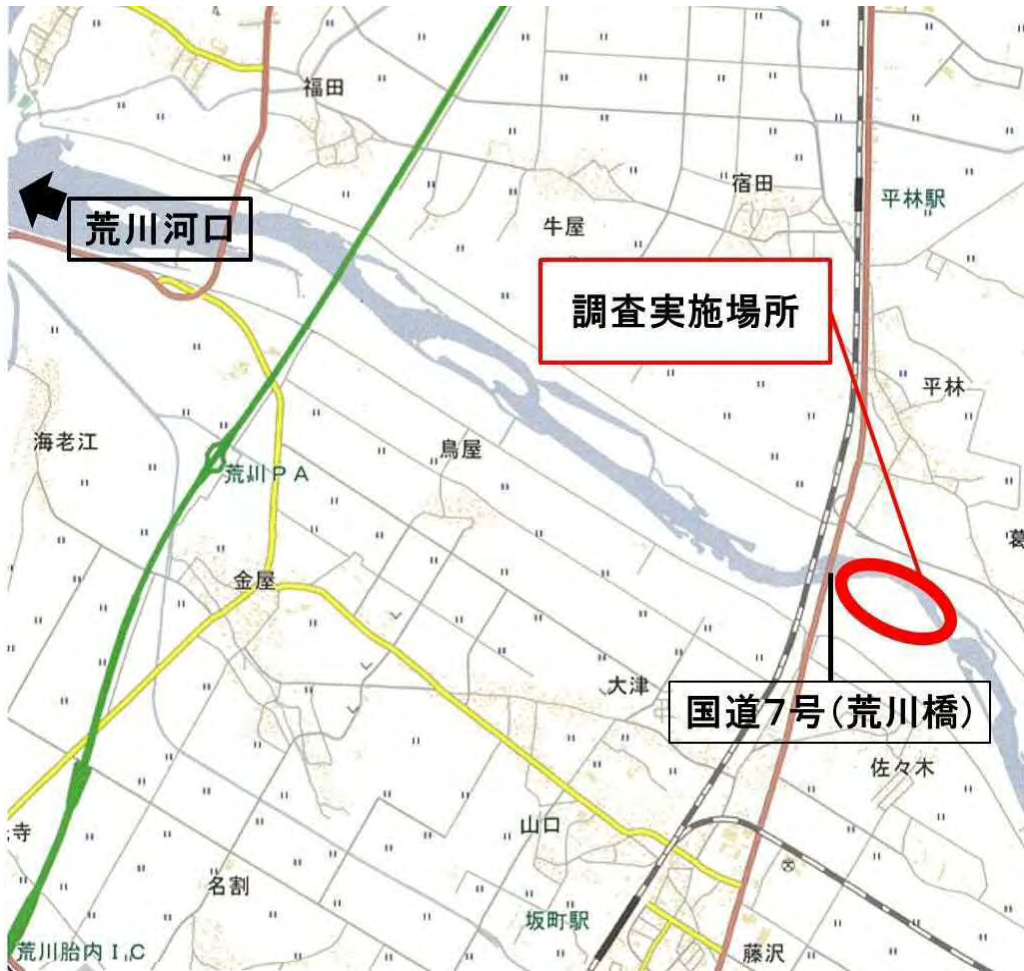 福田
宿田
平林駅
荒川河口
牛屋
調査実施場所
平林
海老江
鳥屋
荒川PA
葛
金屋
大津
国道7号(荒川橋)
佐々木
寺
山口
名割
坂町駅
荒川胎内I.C
藤沢